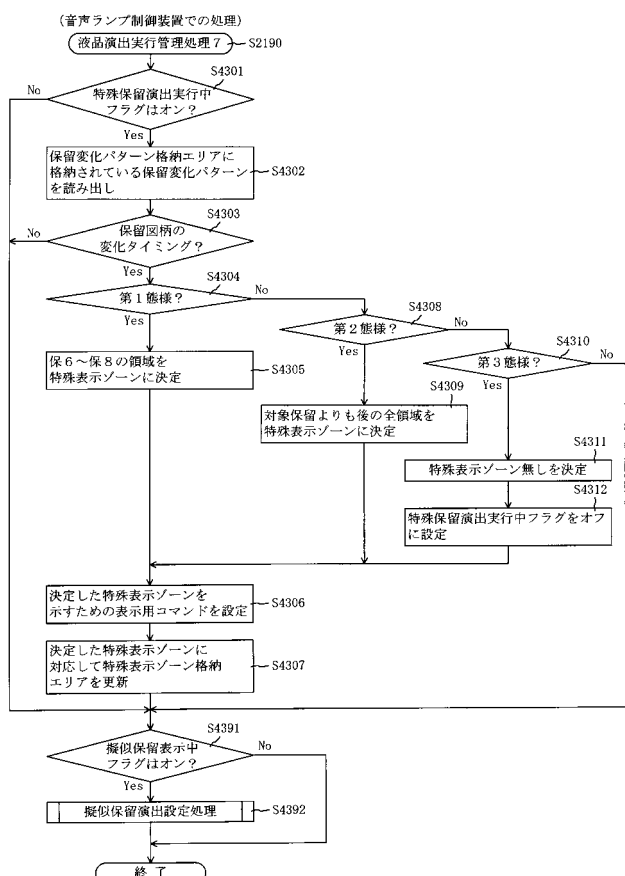 (音声ランプ制御装置での処理)
液晶演出実行管理処理7
S2190
S4301
特殊保留演出実行中
フラグはオン?
No
Yes
保留変化パターン格納エリアに
格納されている保留変化パターン
を読み出し
S4302
S4303
保留図柄の
変化タイミング?
No
Yes
S4304
第1態様?
No
Yes
S4308
第2態様?
No
Yes
S4310
第3態様?
No
Yes
保6~保8の領域を
特殊表示ゾーンに決定
S4305
S4309
対象保留よりも後の全領域を
特殊表示ゾーンに決定
S4311
特殊表示ゾーン無しを決定
S4312
特殊保留演出実行中フラグをオフ
に設定
決定した特殊表示ゾーンを
示すための表示用コマンドを設定
S4306
決定した特殊表示ゾーンに
対応して特殊表示ゾーン格納
エリアを更新
S4307
S4391
擬似保留表示中
フラグはオン?
No
Yes
擬似保留演出設定処理
S4392
終了